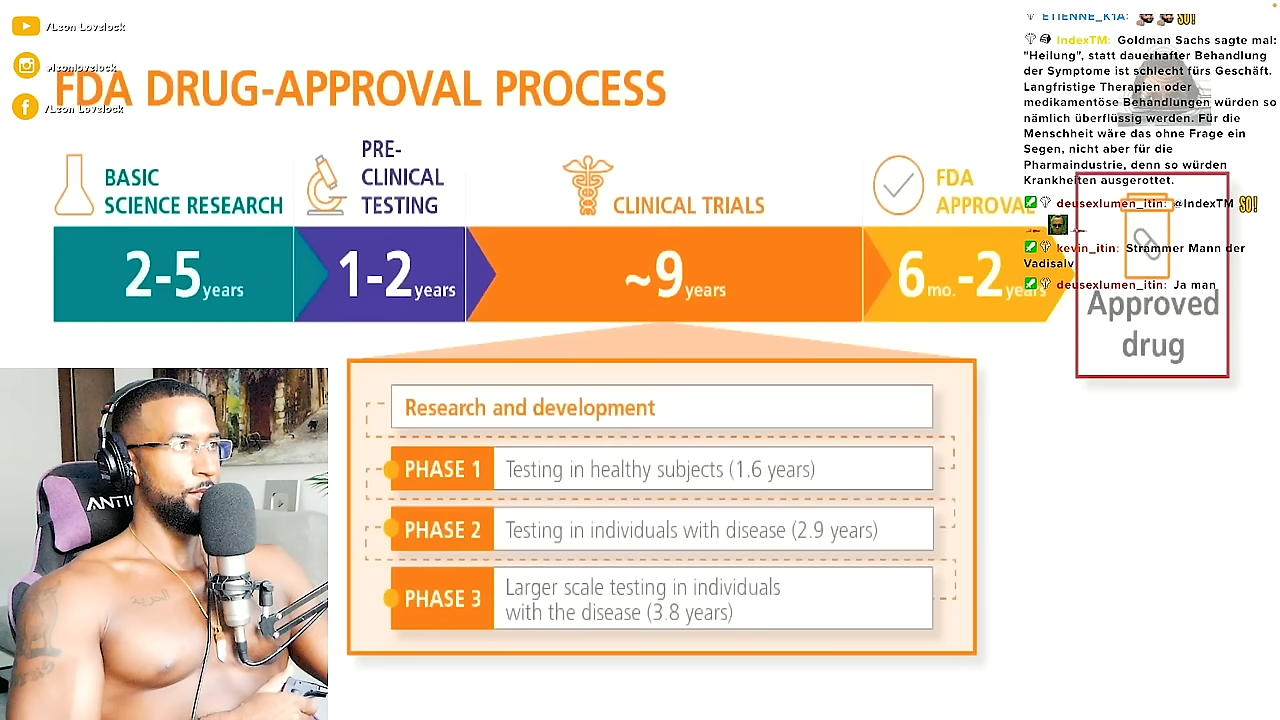 /Leon Lovelock
/leonlovelock
/Leon Lovelock
FDA DRUG-APPROVAL PROCESS
BASIC
SCIENCE RESEARCH
PRE-
CLINICAL
TESTING
CLINICAL TRIALS
FDA
APPROVAL
2-5 years
1-2 years
~9 years
6 mo.-2 years
Approved
drug
Research and development
PHASE 1 Testing in healthy subjects (1.6 years)
PHASE 2 Testing in individuals with disease (2.9 years)
PHASE 3 Larger scale testing in individuals
with the disease (3.8 years)
ETIENNE_K1A: SO!
IndexTM: Goldman Sachs sagte mal:
"Heilung", statt dauerhafter Behandlung
der Symptome ist schlecht fürs Geschäft.
Langfristige Therapien oder
medikamentöse Behandlungen würden so
nämlich überflüssig werden. Für die
Menschheit wäre das ohne Frage ein
Segen, nicht aber für die
Pharmaindustrie, denn so würden
Krankheiten ausgerottet.
deusexlumen_itin: @IndexTM SO!
kevin_itin: Strammer Mann der
Vadisalv
deusexlumen_itin: Ja man
ANTIC